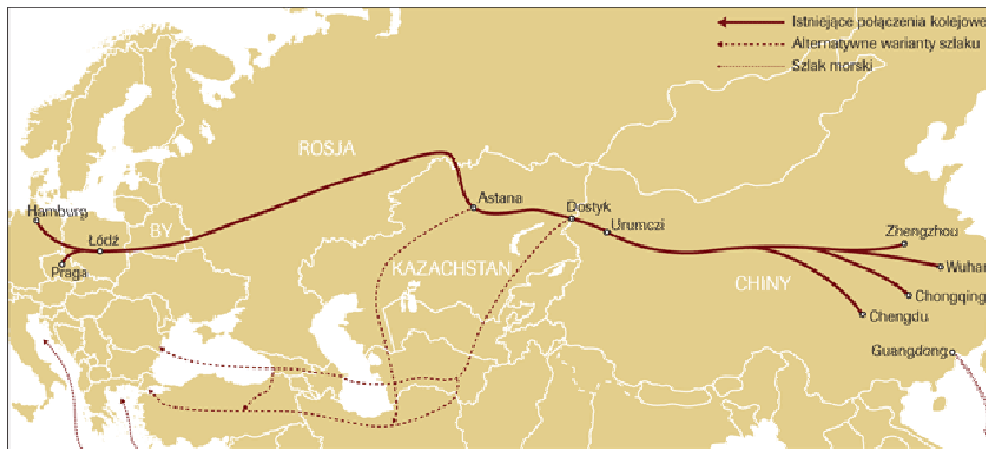 Istniejące połączenia kolejowe
Alternatywne warianty szlaku
Szlak morski
ROSJA
Hamburg
Astana
Dostyk
Urumczi
BY
Łódź
Praga
KAZACHSTAN
Zhengzhou
Wuhan
CHINY
Chongqing
Chengdu
Guangdong